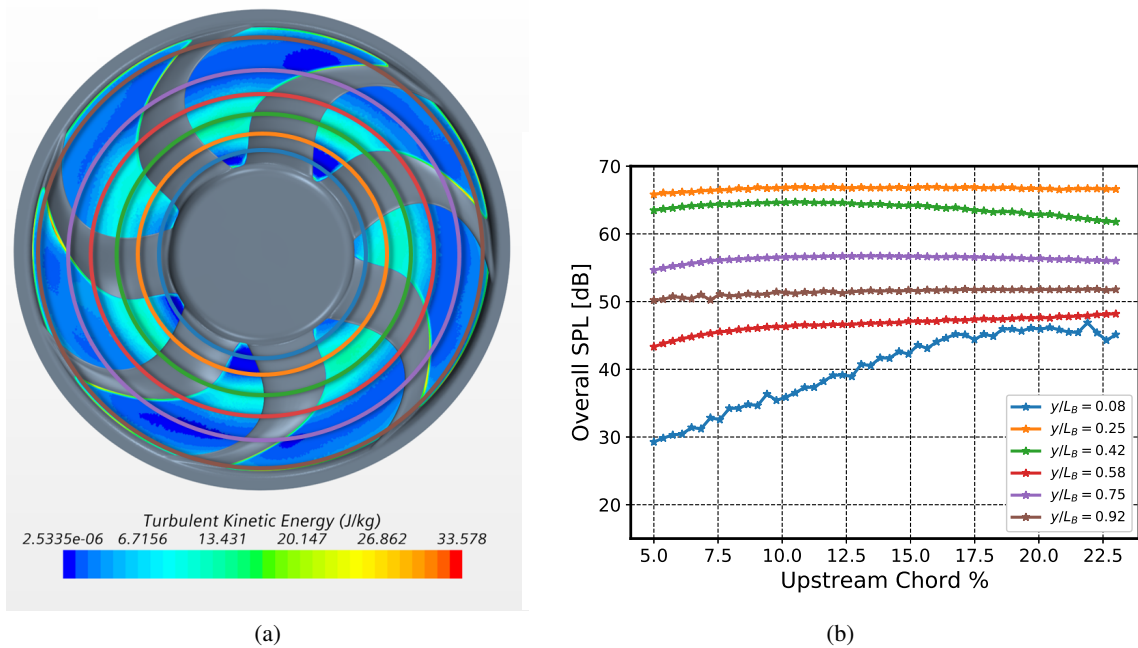 Turbulent Kinetic Energy (J/kg)
2.5335e-06 6.7156 13.431 20.147 26.862 33.578
(a)
70
60
50
40
30
20
Overall SPL [dB]
5.0 7.5 10.0 12.5 15.0 17.5 20.0 22.5
Upstream Chord %
y/L_B = 0.08
y/L_B = 0.25
y/L_B = 0.42
y/L_B = 0.58
y/L_B = 0.75
y/L_B = 0.92
(b)